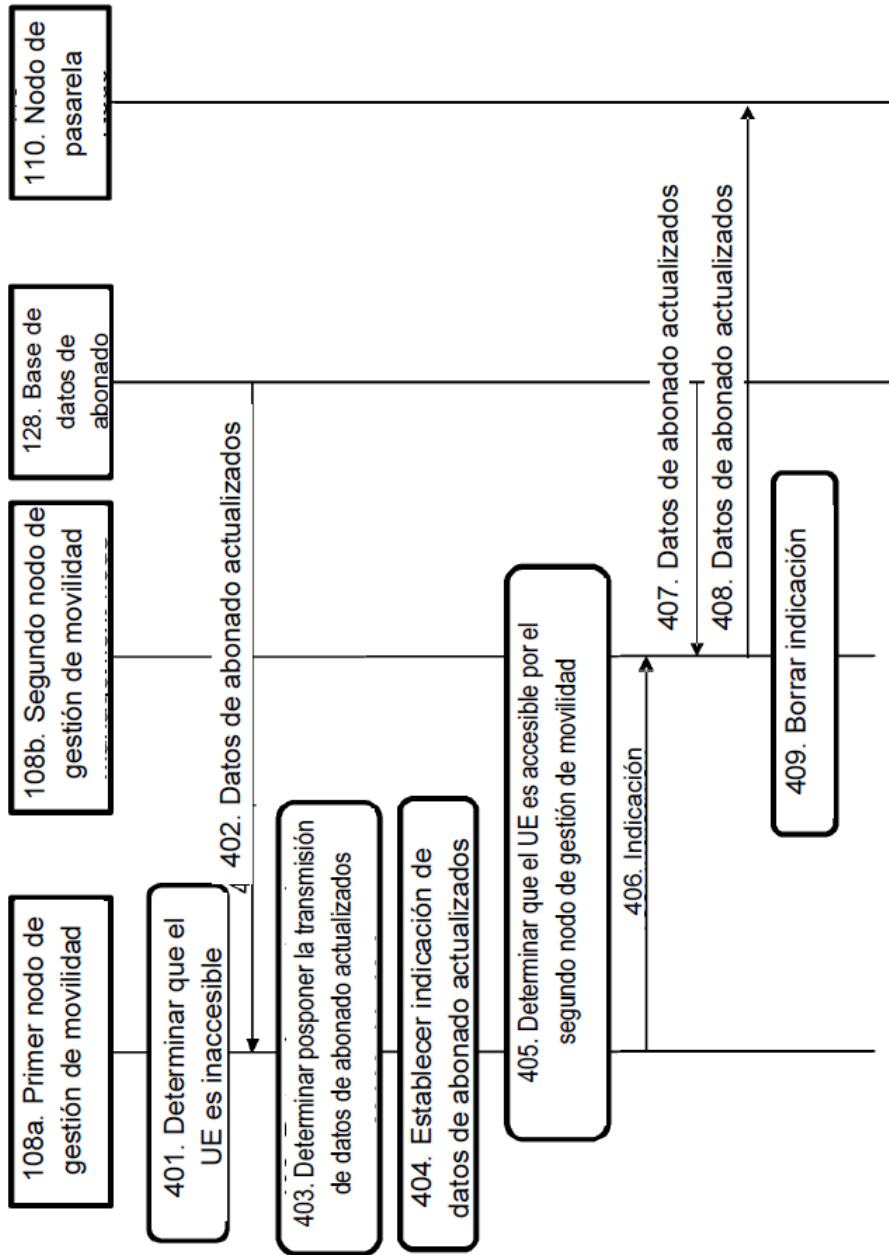 108a. Primer nodo de
gestión de movilidad
108b. Segundo nodo de
gestión de movilidad
128. Base de
datos de
abonado
110. Nodo de
pasarela
401. Determinar que el
UE es inaccesible
402. Datos de abonado actualizados
403. Determinar posponer la transmisión
de datos de abonado actualizados
404. Establecer indicación de
datos de abonado actualizados
405. Determinar que el UE es accesible por el
segundo nodo de gestión de movilidad
406. Indicación
407. Datos de abonado actualizados
408. Datos de abonado actualizados
409. Borrar indicación